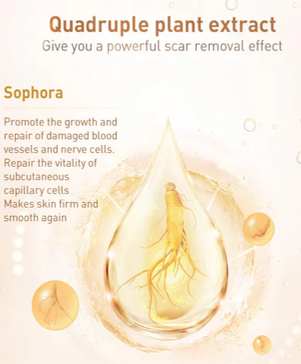 Quadruple plant extract
Give you a powerful scar removal effect
Sophora
Promote the growth and
repair of damaged blood
vessels and nerve cells.
Repair the vitality of
subcutaneous
capillary cells
Makes skin firm and
smooth again